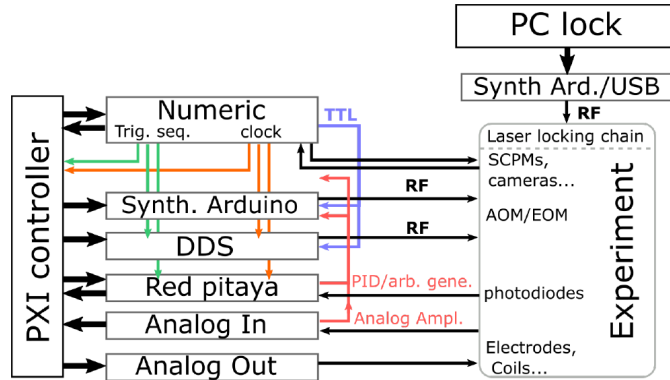 PC lock
Synth Ard./USB
RF
Laser locking chain
Numeric
Trig. seq.
clock
TTL
SCPMs,
cameras...
PXI controller
Synth. Arduino
RF
AOM/EOM
DDS
RF
Experiment
Red pitaya
PID/arb. gene.
photodiodes
Analog In
Analog Ampl.
Analog Out
Electrodes,
Coils...